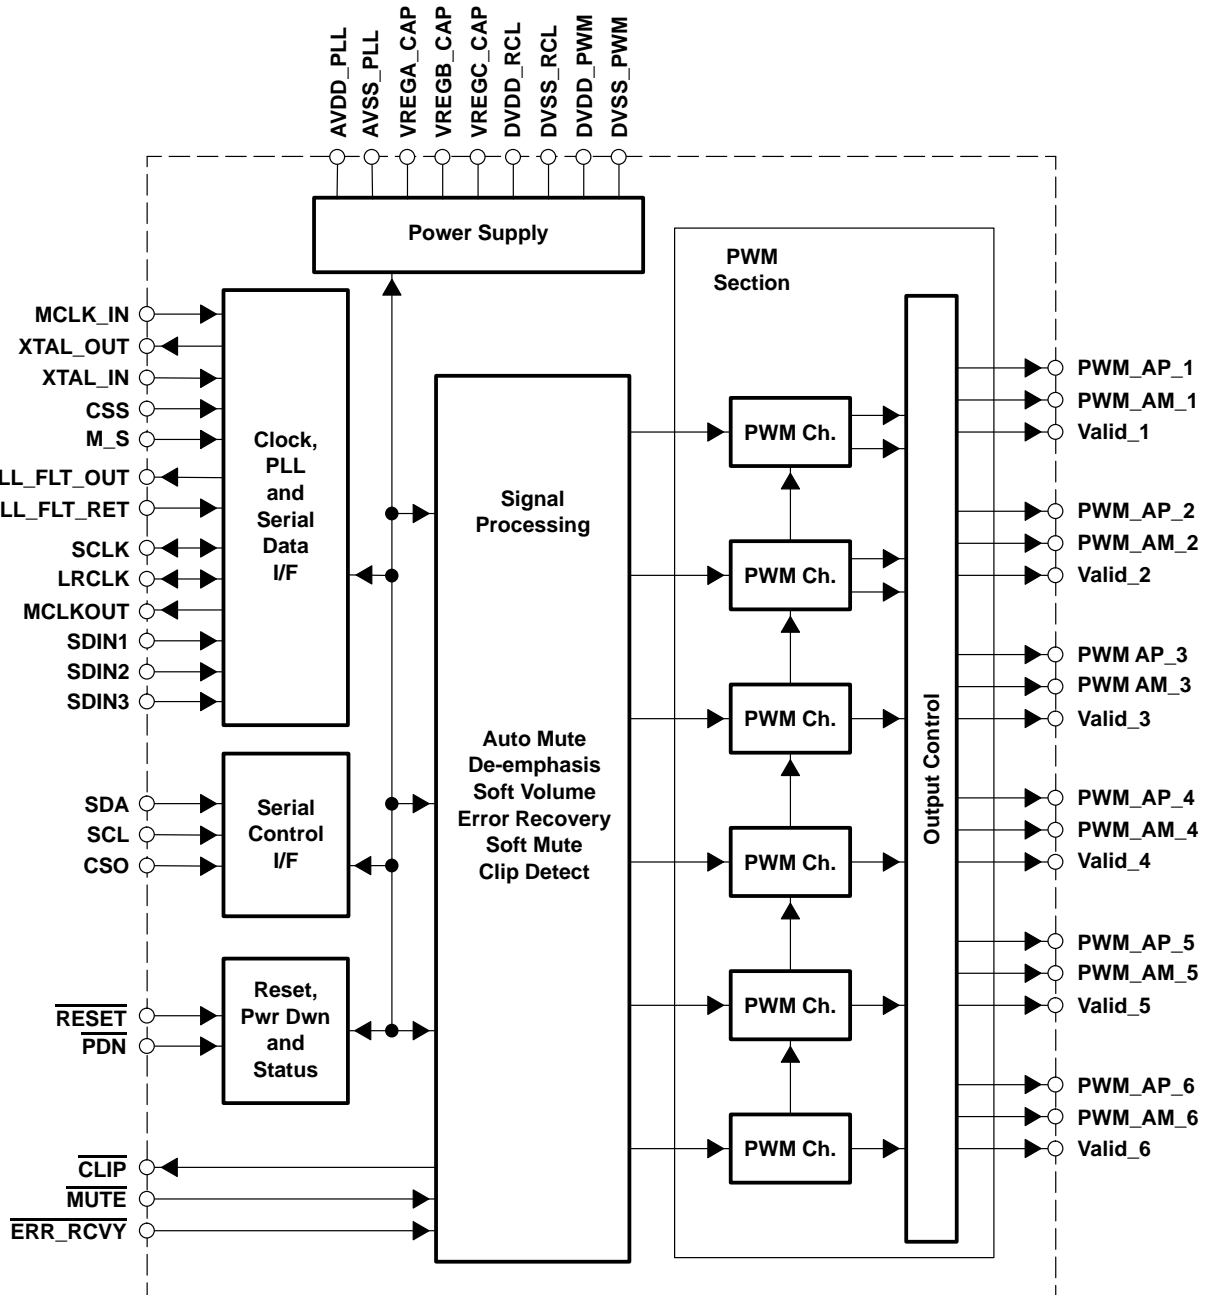 AVDD_PLL
AVSS_PLL
VREGA_CAP
VREGB_CAP
VREGC_CAP
DVDD_RCL
DVSS_RCL
DVDD_PWM
DVSS_PWM
Power Supply
PWM
Section
MCLK_IN
XTAL_OUT
XTAL_IN
CSS
M_S
LL_FLT_OUT
LL_FLT_RET
SCLK
LRCLK
MCLKOUT
SDIN1
SDIN2
SDIN3
Clock,
PLL
and
Serial
Data
I/F
SDA
SCL
CSO
Serial
Control
I/F
RESET
PDN
Reset,
Pwr Dwn
and
Status
CLIP
MUTE
ERR_RCVY
Signal
Processing
Auto Mute
De-emphasis
Soft Volume
Error Recovery
Soft Mute
Clip Detect
PWM Ch.
PWM Ch.
PWM Ch.
PWM Ch.
PWM Ch.
PWM Ch.
Output Control
PWM_AP_1
PWM_AM_1
Valid_1
PWM_AP_2
PWM_AM_2
Valid_2
PWM AP_3
PWM AM_3
Valid_3
PWM_AP_4
PWM_AM_4
Valid_4
PWM_AP_5
PWM_AM_5
Valid_5
PWM_AP_6
PWM_AM_6
Valid_6